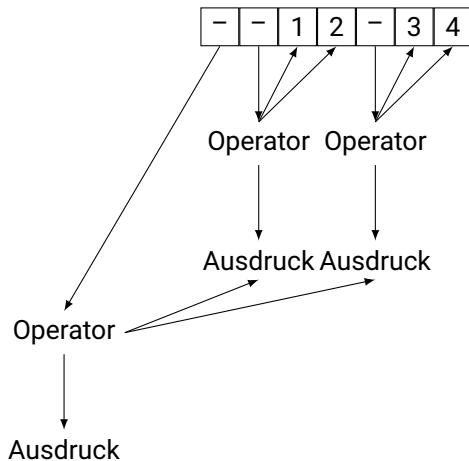 – – 1 2 – 3 4
Operator Operator
Ausdruck Ausdruck
Operator
Ausdruck